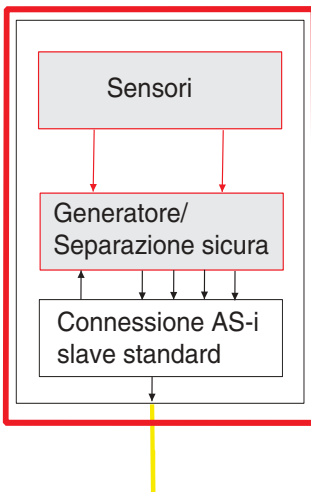 Sensori
Generatore/
Separazione sicura
Connessione AS-i
slave standard